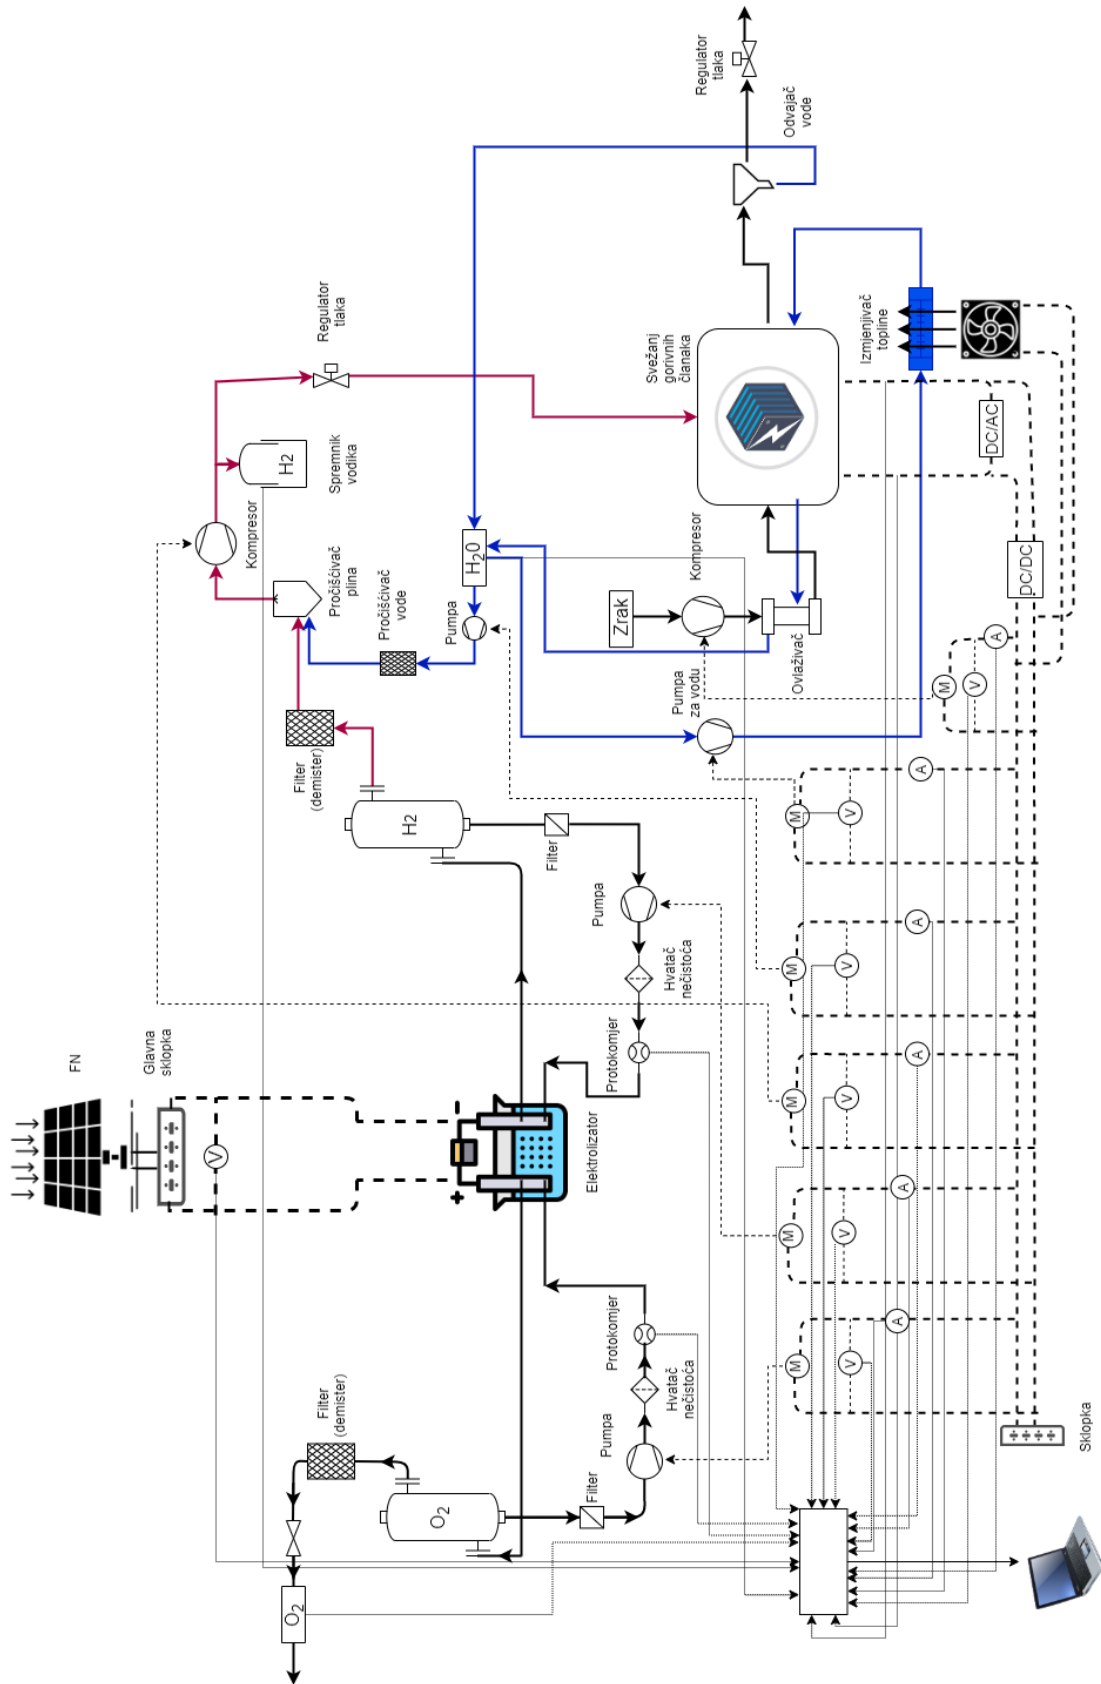 FN
Glavna
sklopka
V
+
-
Elektrolizator
O2
Filter
(demister)
O2
Filter
Pumpa
Hvatač
nečistoća
Protokomjer
H2
Filter
(demister)
Filter
Pumpa
Hvatač
nečistoća
Protokomjer
Pročišćivač
plina
Kompresor
H2
Spremnik
vodika
Regulator
tlaka
Pročišćivač
vode
Pumpa
H20
Zrak
Kompresor
Ovlaživač
Pumpa
za vodu
Svežanj
gorivnih
članaka
Regulator
tlaka
Odvajač
vode
Izmjenjivač
topline
DC/AC
DC/DC
M
V
A
M
V
A
M
V
A
M
V
A
M
V
A
M
V
A
Sklopka